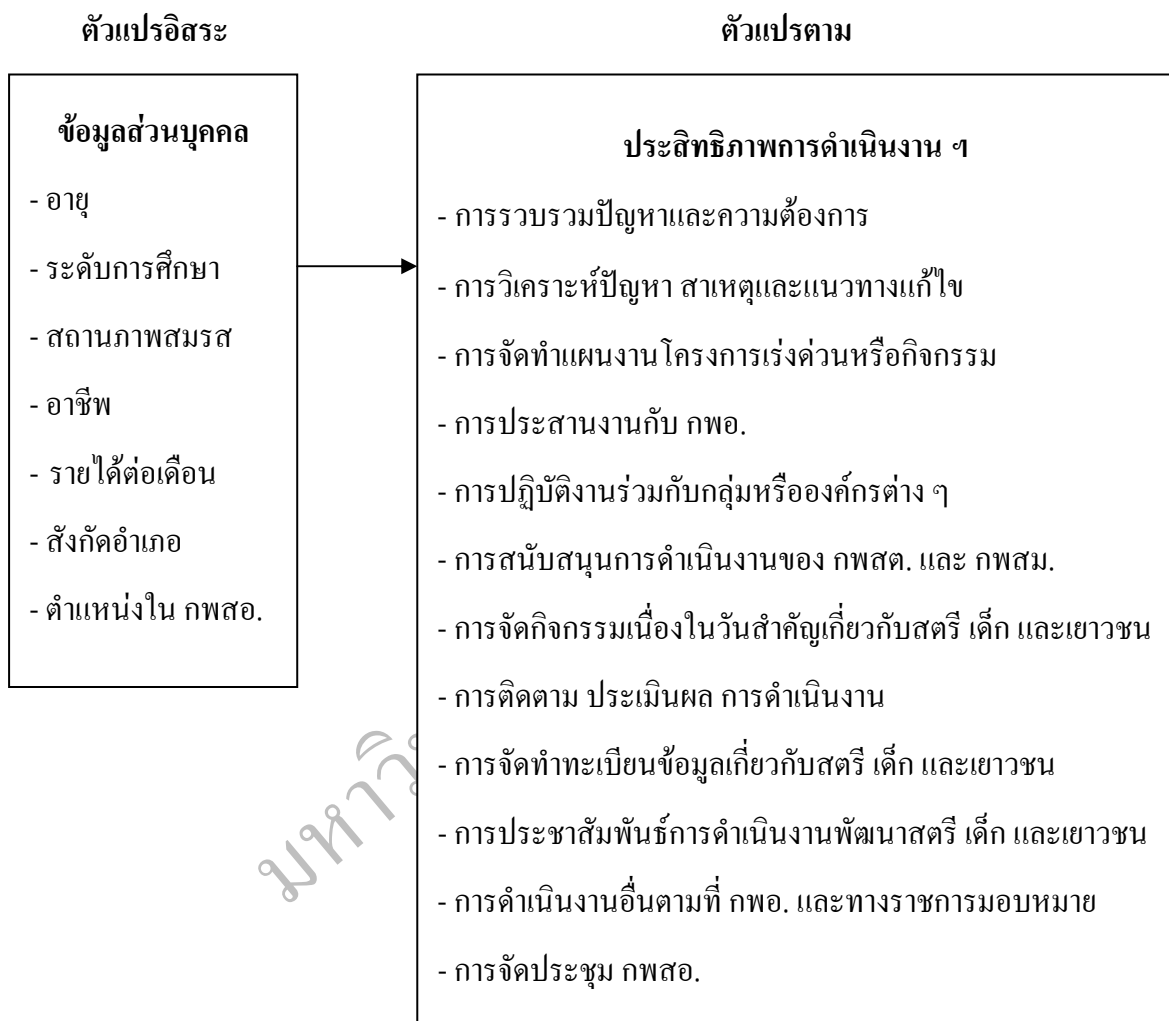 ตัวแปรอิสระ
ตัวแปรตาม
ข้อมูลส่วนบุคคล
- อายุ
- ระดับการศึกษา
- สถานภาพสมรส
- อาชีพ
- รายได้ต่อเดือน
- สังกัดอำเภอ
- ตำแหน่งใน กพสอ.
ประสิทธิภาพการดำเนินงาน ฯ
- การรวบรวมปัญหาและความต้องการ
- การวิเคราะห์ปัญหา สาเหตุและแนวทางแก้ไข
- การจัดทำแผนงานโครงการเร่งด่วนหรือกิจกรรม
- การประสานงานกับ กพอ.
- การปฏิบัติงานร่วมกับกลุ่มหรือองค์กรต่าง ๆ
- การสนับสนุนการดำเนินงานของ กพสต. และ กพสม.
- การจัดกิจกรรมเนื่องในวันสำคัญเกี่ยวกับสตรี เด็ก และเยาวชน
- การติดตาม ประเมินผล การดำเนินงาน
- การจัดทำทะเบียนข้อมูลเกี่ยวกับสตรี เด็ก และเยาวชน
- การประชาสัมพันธ์การดำเนินงานพัฒนาสตรี เด็ก และเยาวชน
- การดำเนินงานอื่นตามที่ กพอ. และทางราชการมอบหมาย
- การจัดประชุม กพสอ.